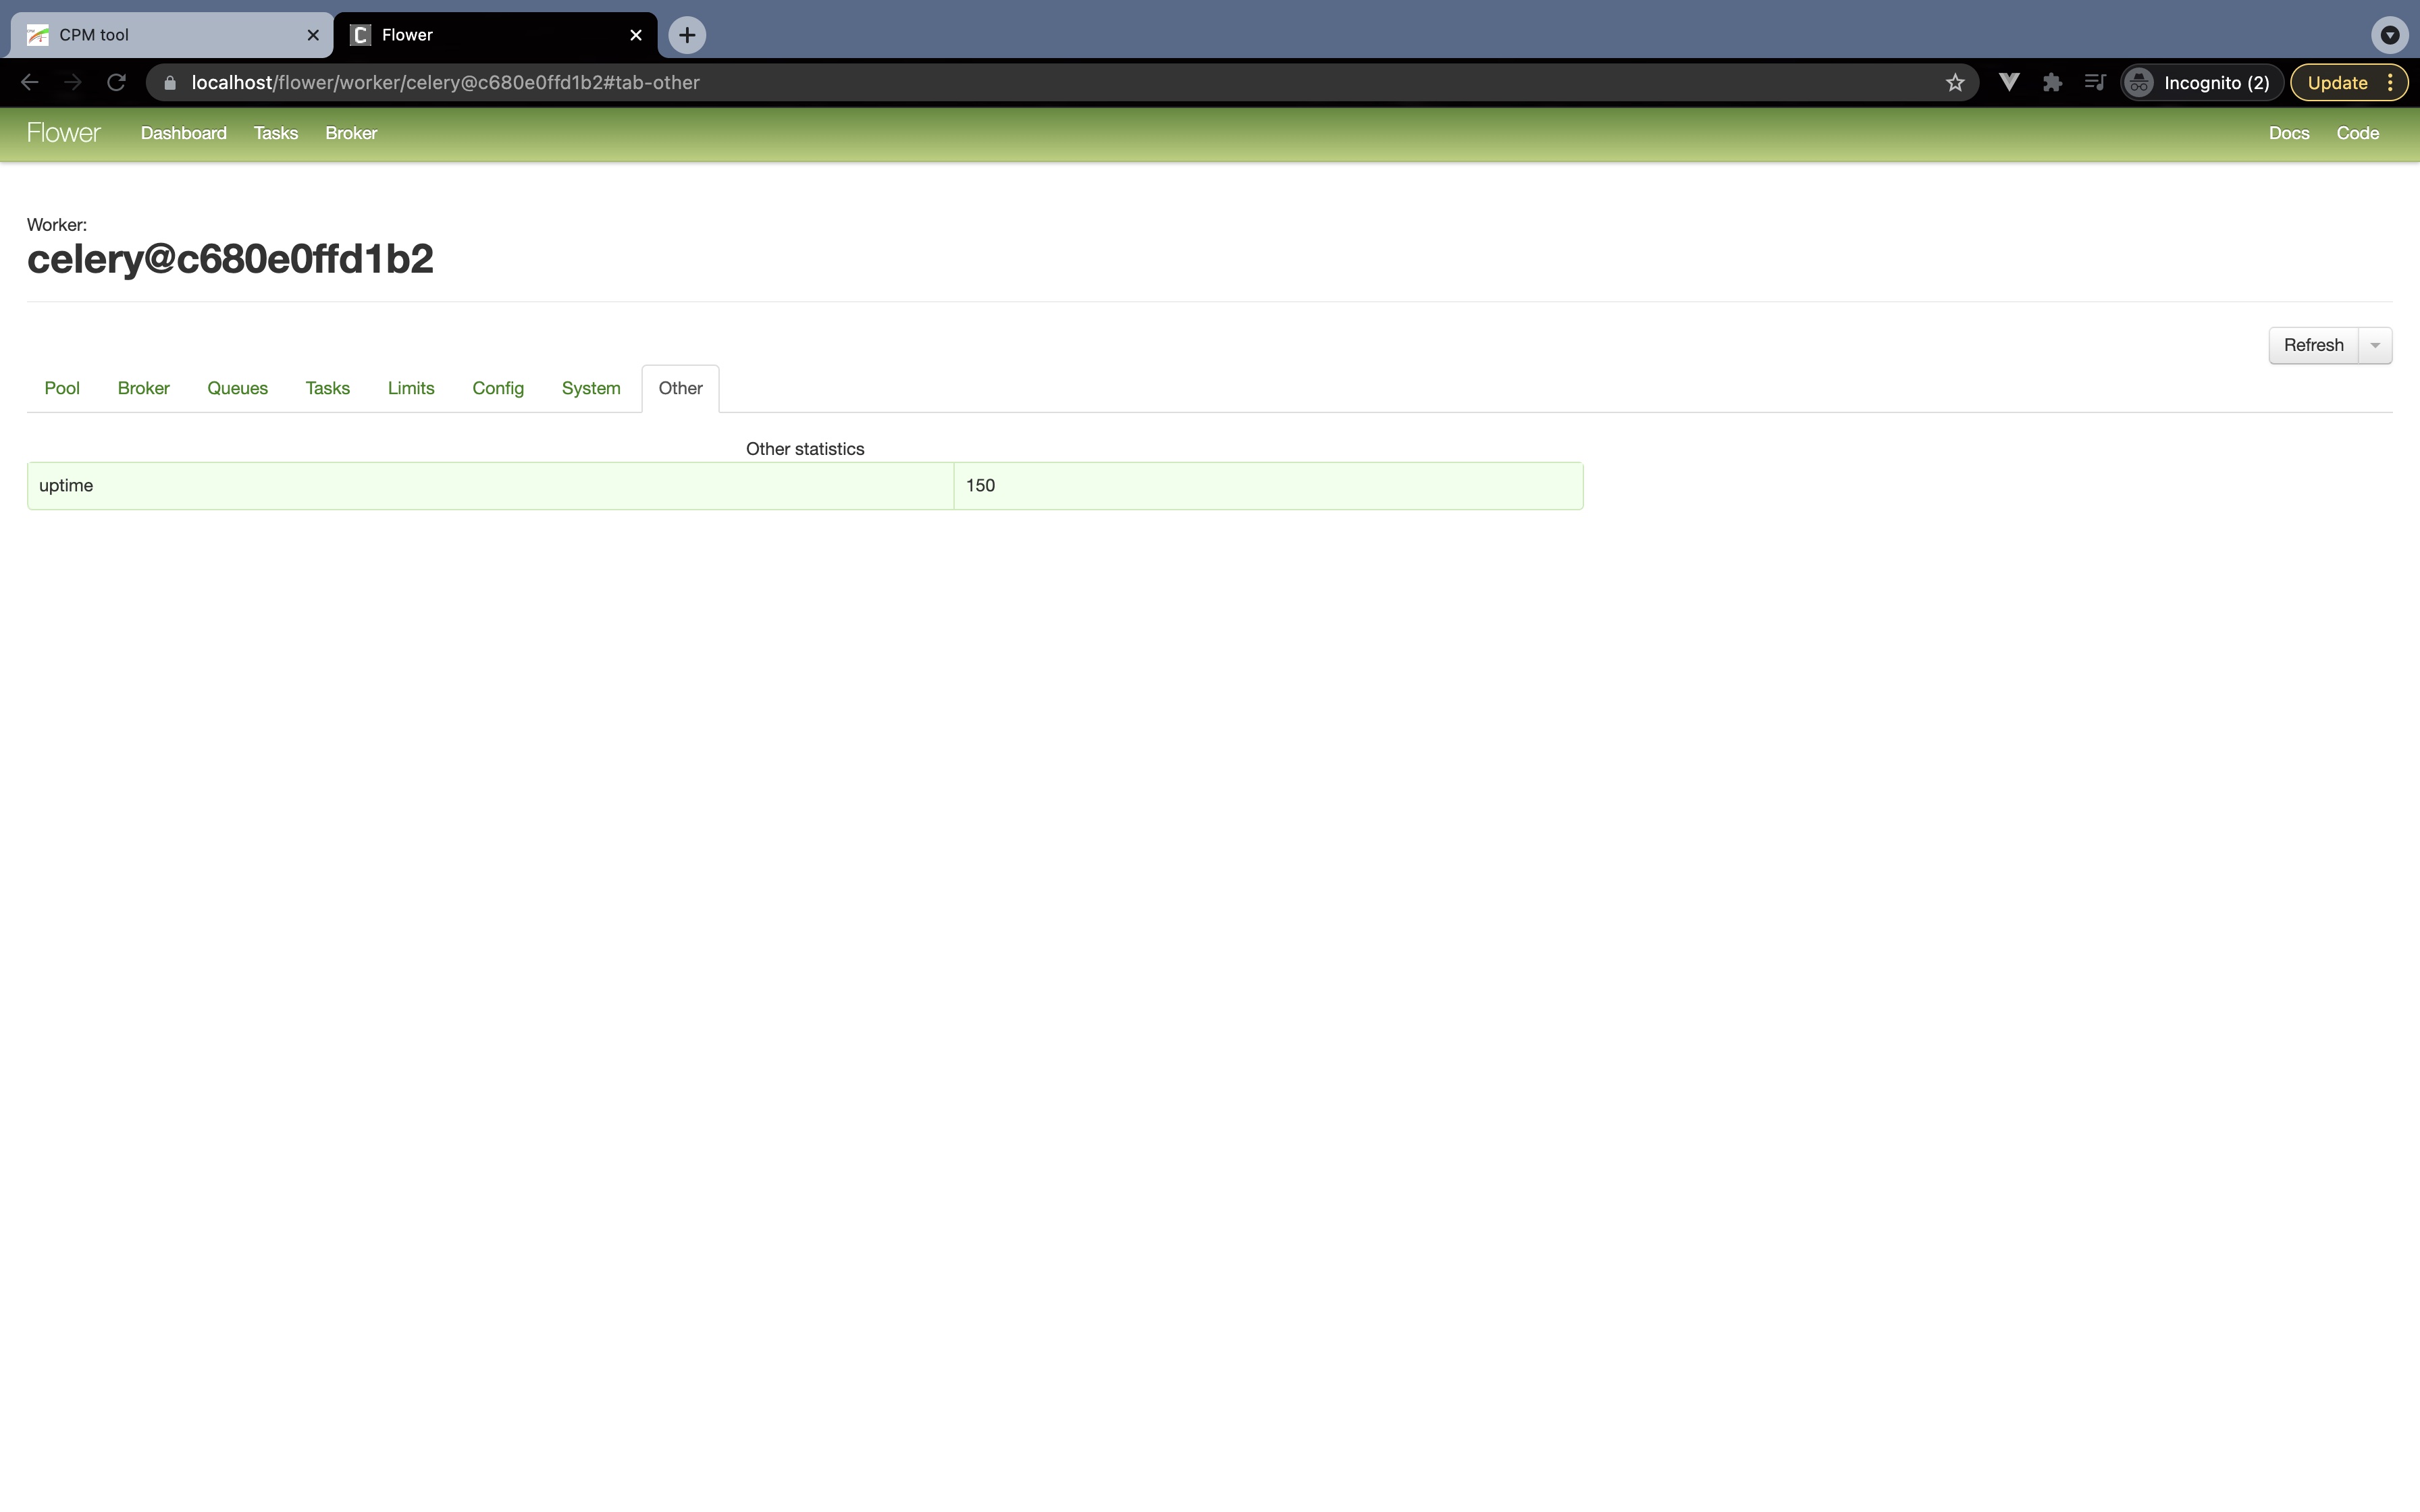 CPM tool
Flower
localhost/flower/worker/celery@c680e0ffd1b2#tab-other
Incognito (2)
Update
Flower Dashboard Tasks Broker Docs Code
Worker:
celery@c680e0ffd1b2
Refresh
Pool Broker Queues Tasks Limits Config System Other
Other statistics
uptime 150